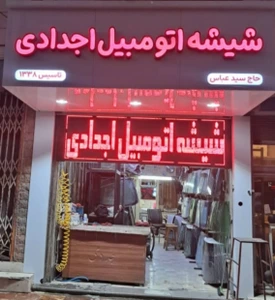 شیشه اتومبیل اجدادی
حاج سید عباس
تاسیس ۱۳۳۸
شیشه اتومبیل اجدادی